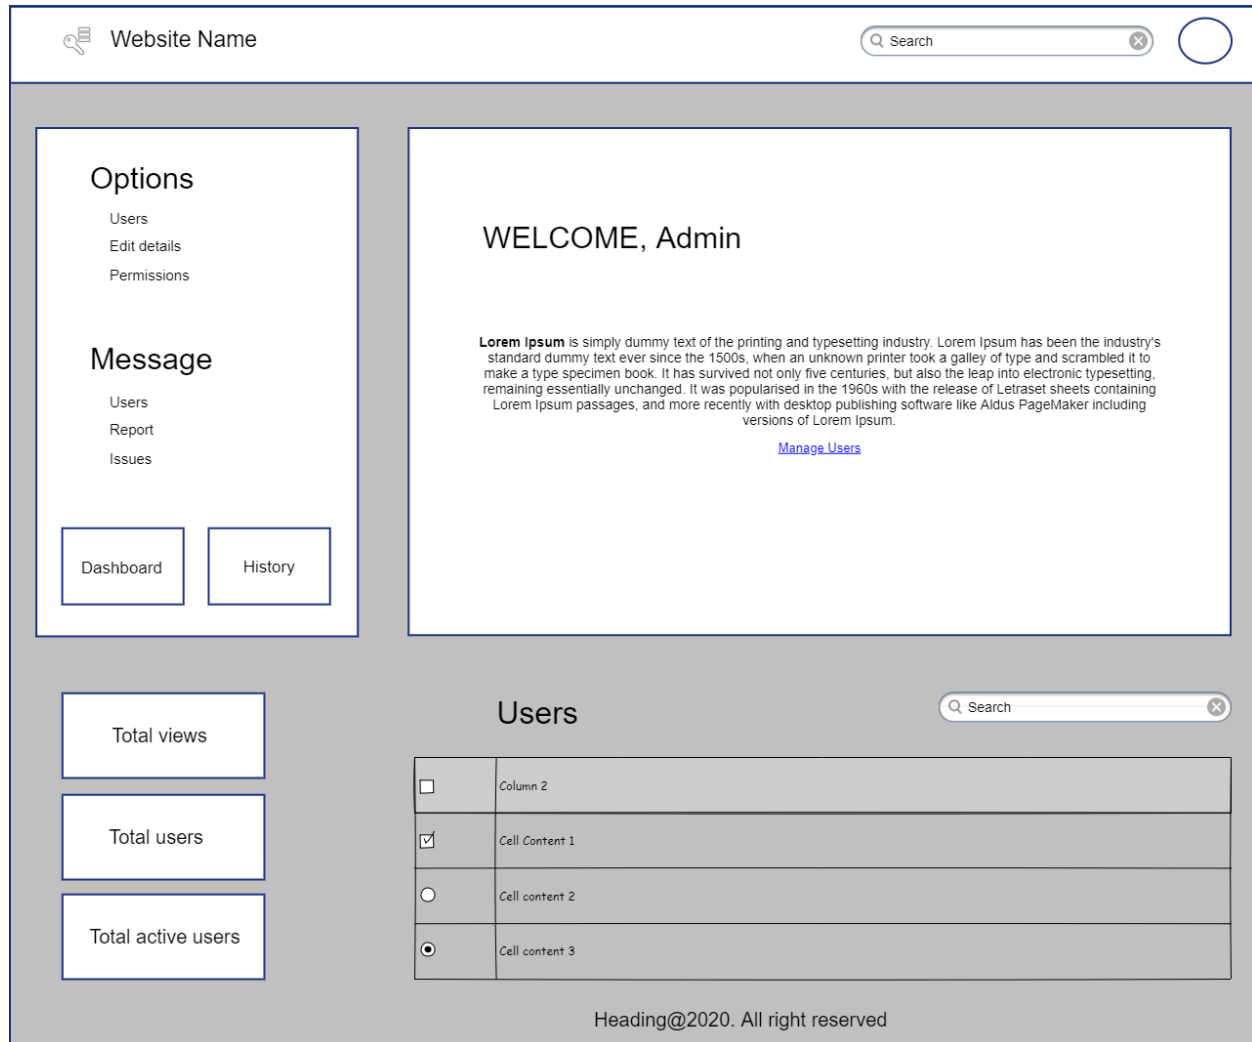 Website Name
Search
Options
Users
Edit details
Permissions
Message
Users
Report
Issues
Dashboard
History
WELCOME, Admin
Lorem Ipsum is simply dummy text of the printing and typesetting industry. Lorem Ipsum has been the industry's
standard dummy text ever since the 1500s, when an unknown printer took a galley of type and scrambled it to
make a type specimen book. It has survived not only five centuries, but also the leap into electronic typesetting,
remaining essentially unchanged. It was popularised in the 1960s with the release of Letraset sheets containing
Lorem Ipsum passages, and more recently with desktop publishing software like Aldus PageMaker including
versions of Lorem Ipsum.
Manage Users
Total views
Total users
Total active users
Users
Search
Column 2
Cell Content 1
Cell content 2
Cell content 3
Heading@2020. All right reserved